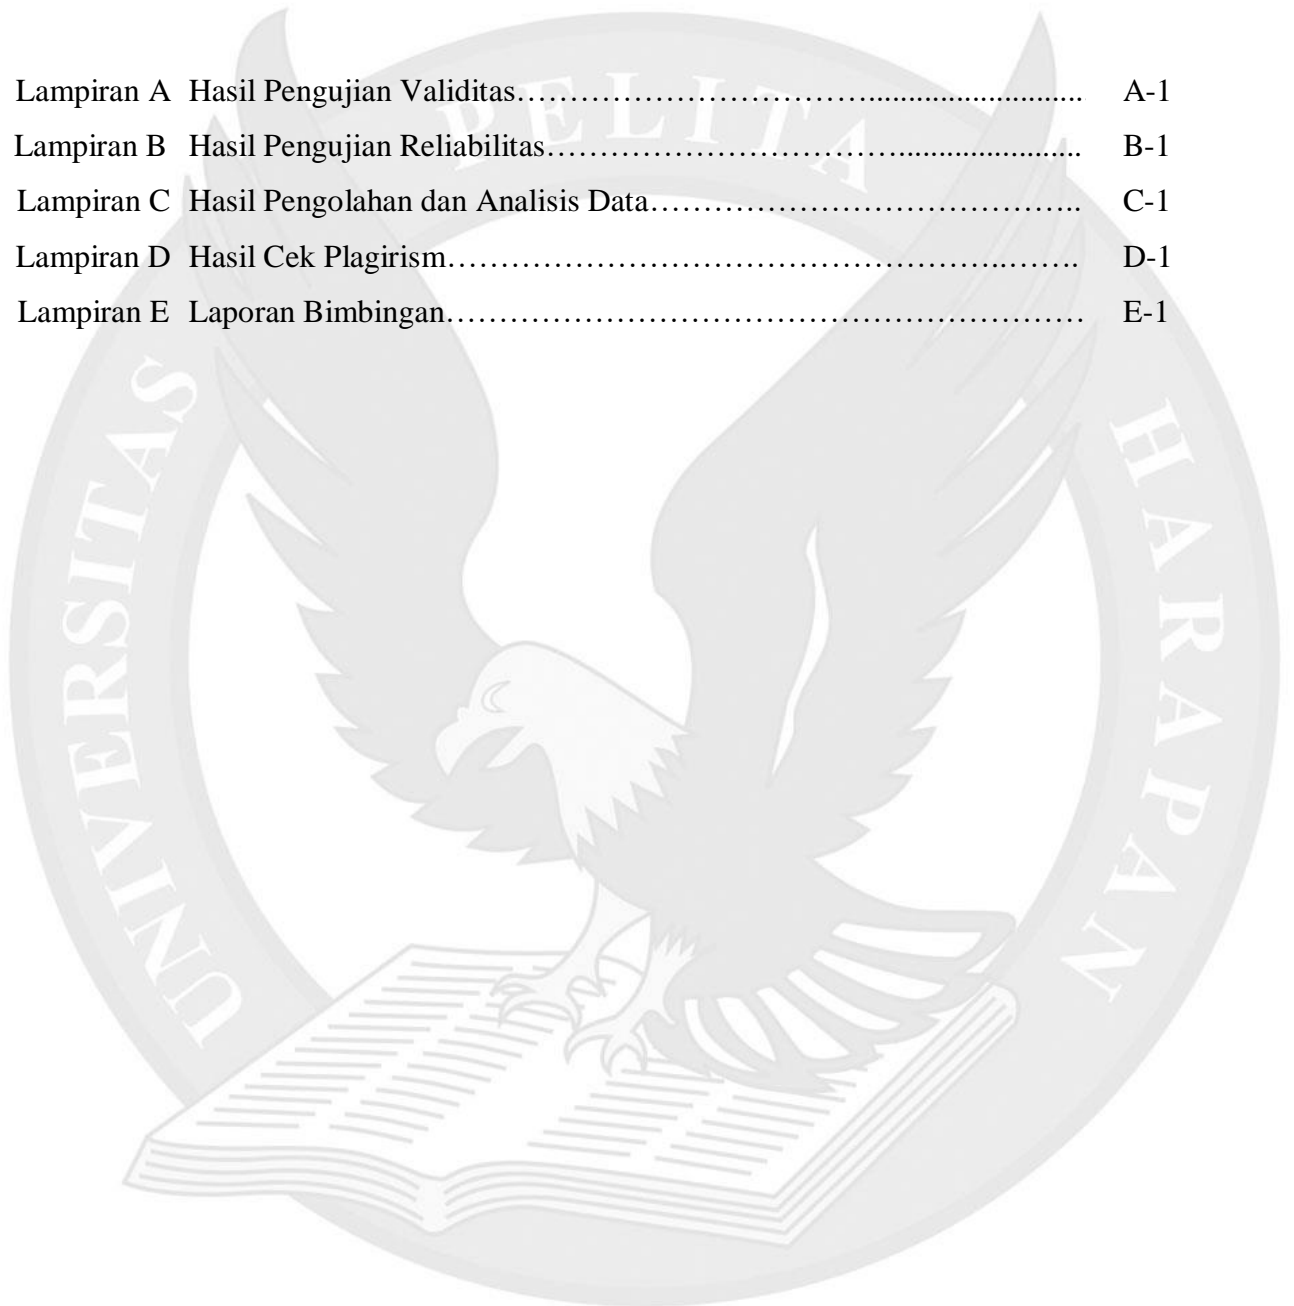 Lampiran A Hasil Pengujian Validitas…………………………….......................... A-1
Lampiran B Hasil Pengujian Reliabilitas……………………………....................... B-1
Lampiran C Hasil Pengolahan dan Analisis Data………………………………….. C-1
Lampiran D Hasil Cek Plagirism…………………………………………….……. D-1
Lampiran E Laporan Bimbingan…………………………………………………… E-1
UNIVERSITAS PELITA HARAPAN